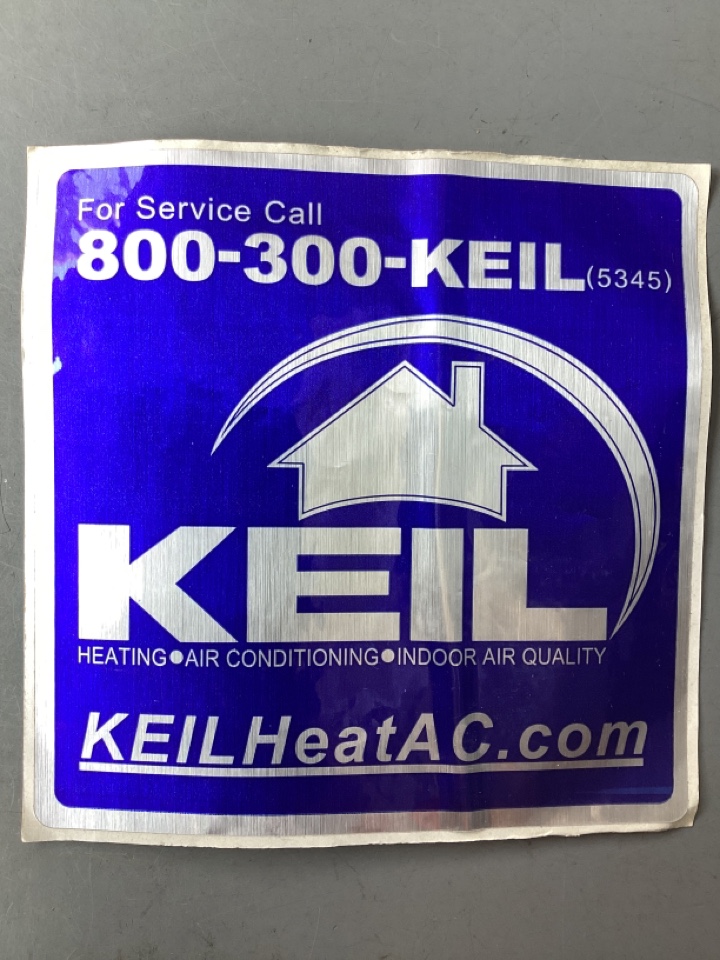 For Service Call
800-300-KEIL (5345)
KEIL
HEATING●AIR CONDITIONING●INDOOR AIR QUALITY
KEILHeatAC.com